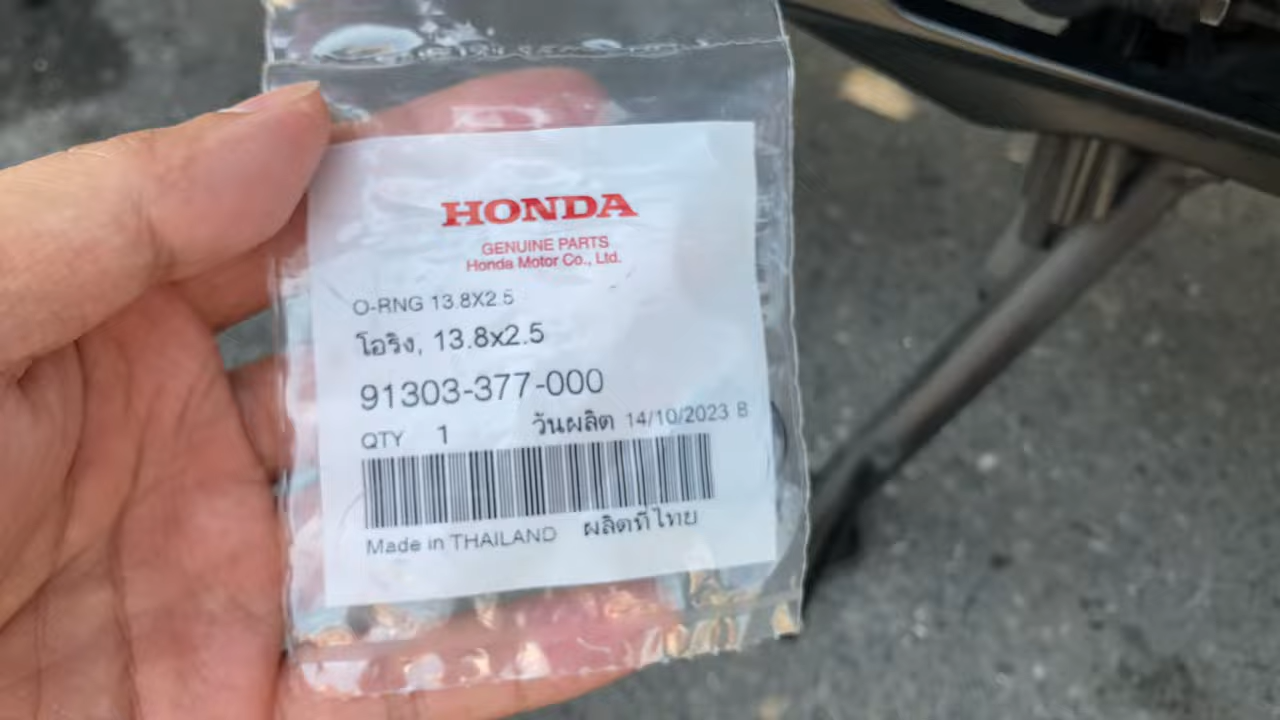 HONDA
GENUINE PARTS
Honda Motor Co., Ltd.
O-RNG 13.8X2.5
โอริง, 13.8x2.5
91303-377-000
QTY 1 วันผลิต 14/10/2023 B
Made in THAILAND ผลิตที่ไทย